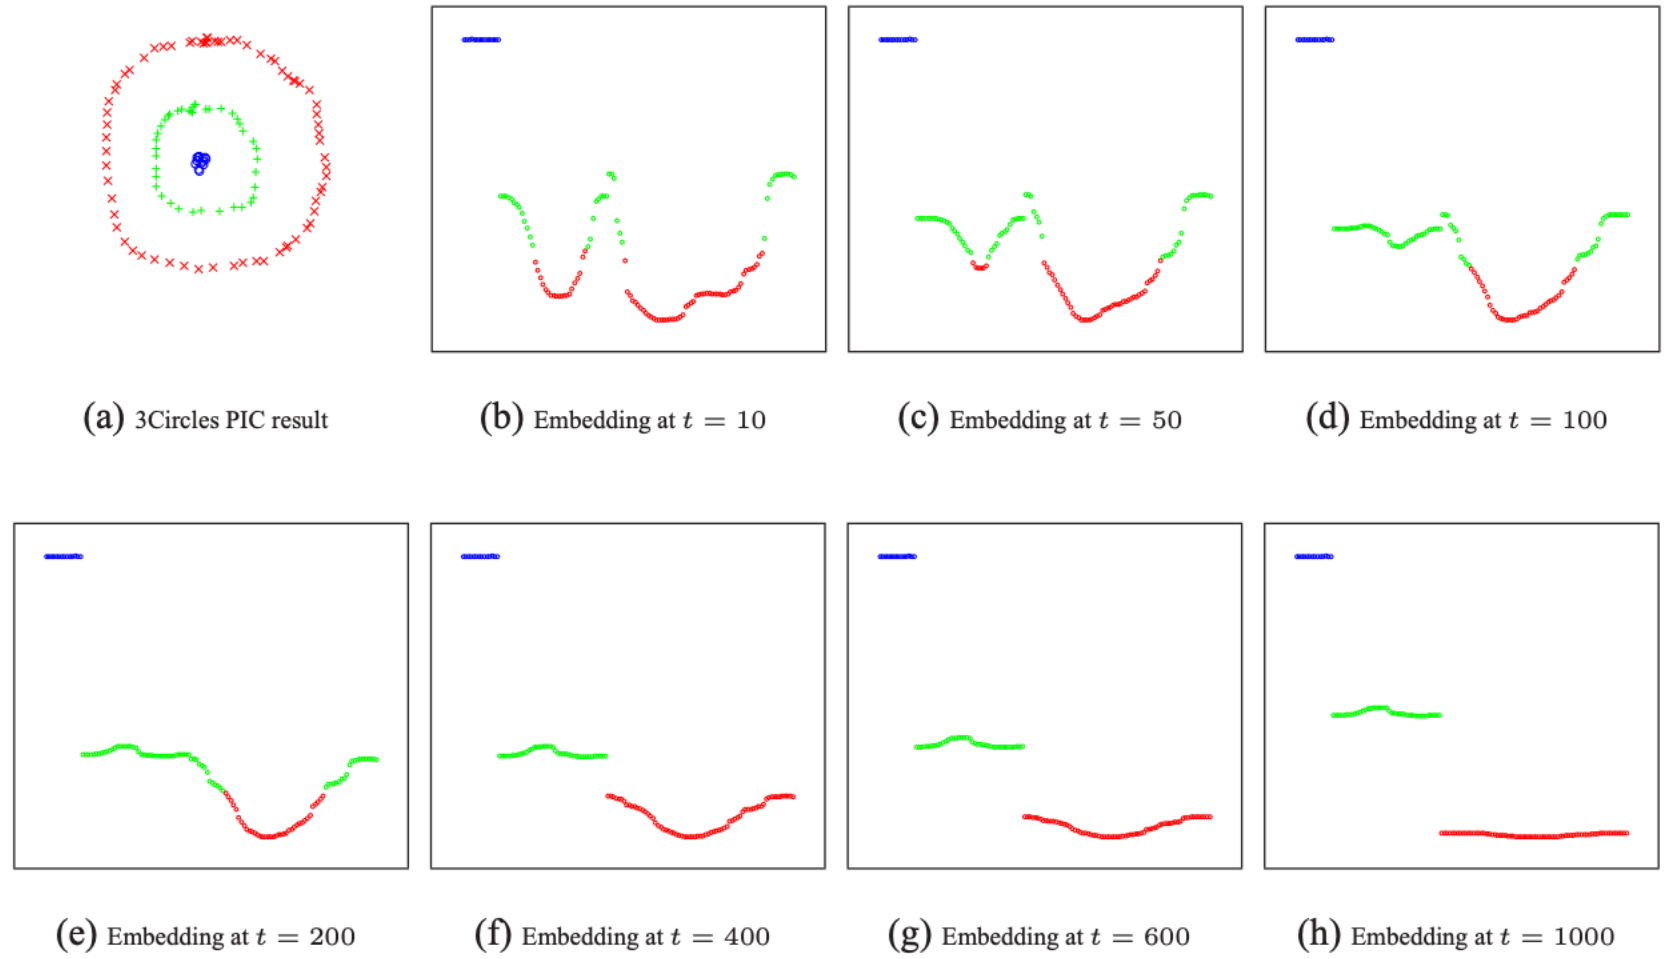 (a) 3Circles PIC result
(b) Embedding at t = 10
(c) Embedding at t = 50
(d) Embedding at t = 100
(e) Embedding at t = 200
(f) Embedding at t = 400
(g) Embedding at t = 600
(h) Embedding at t = 1000